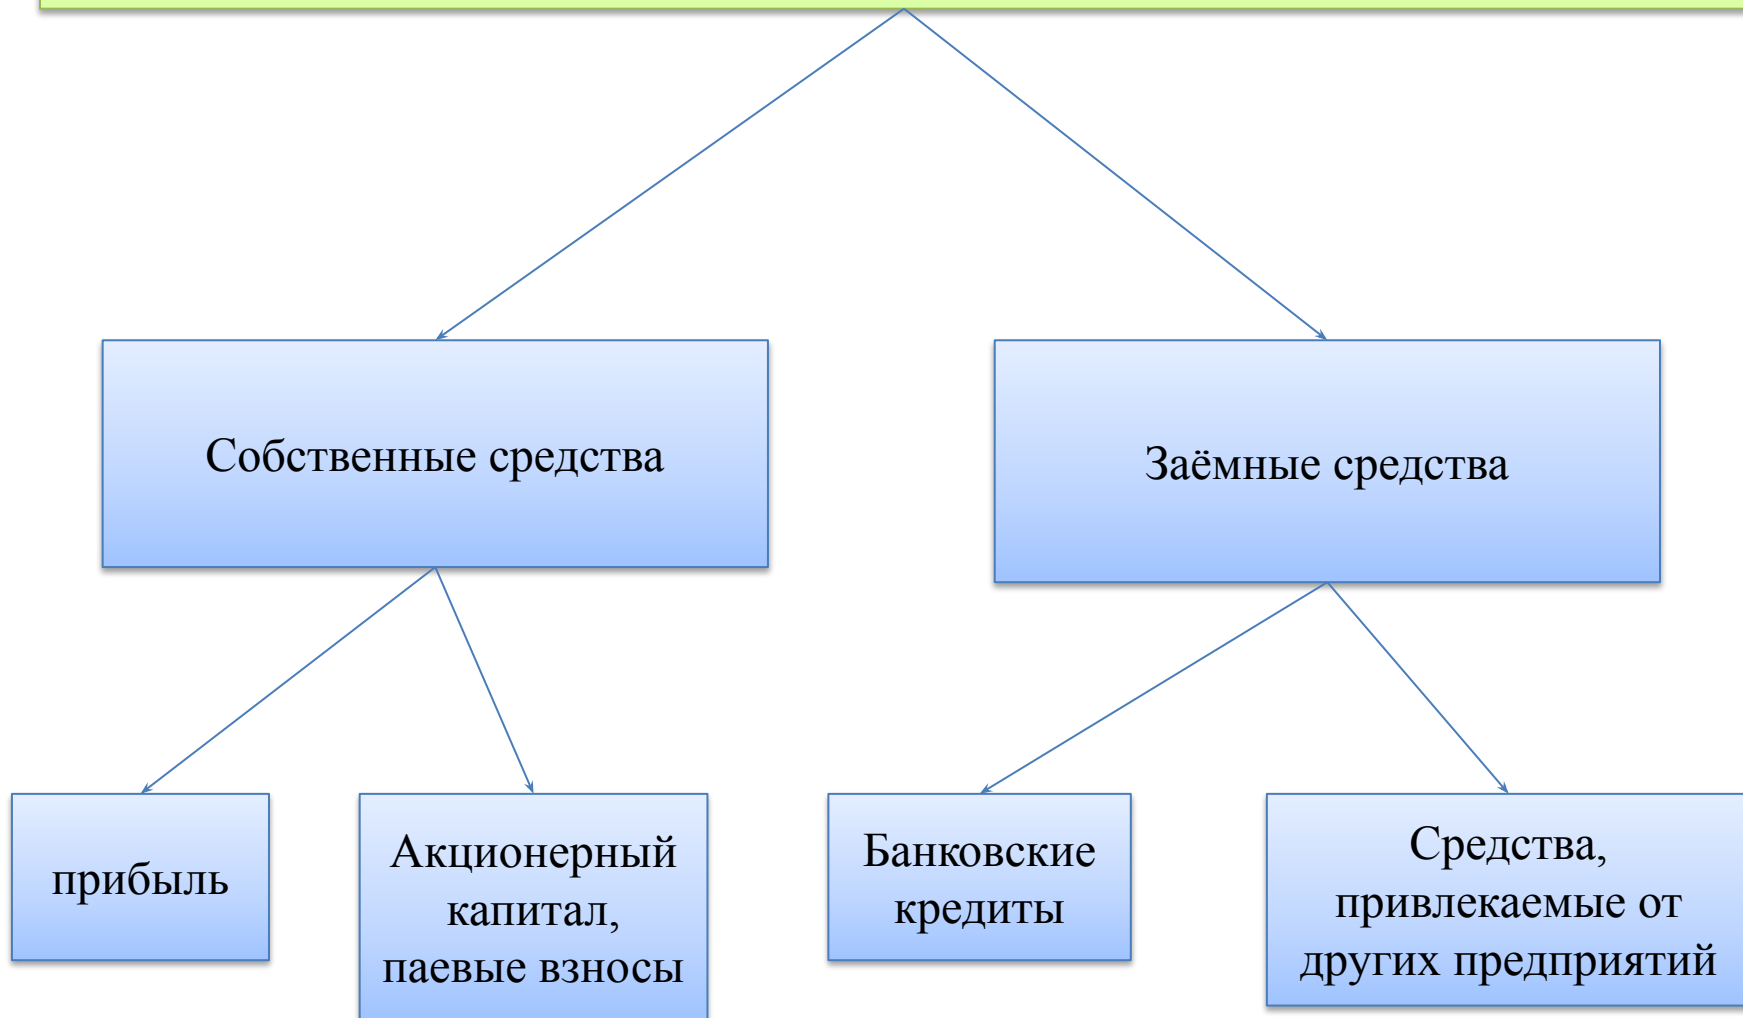 Собственные средства
Заёмные средства
прибыль
Акционерный
капитал,
паевые взносы
Банковские
кредиты
Средства,
привлекаемые от
других предприятий